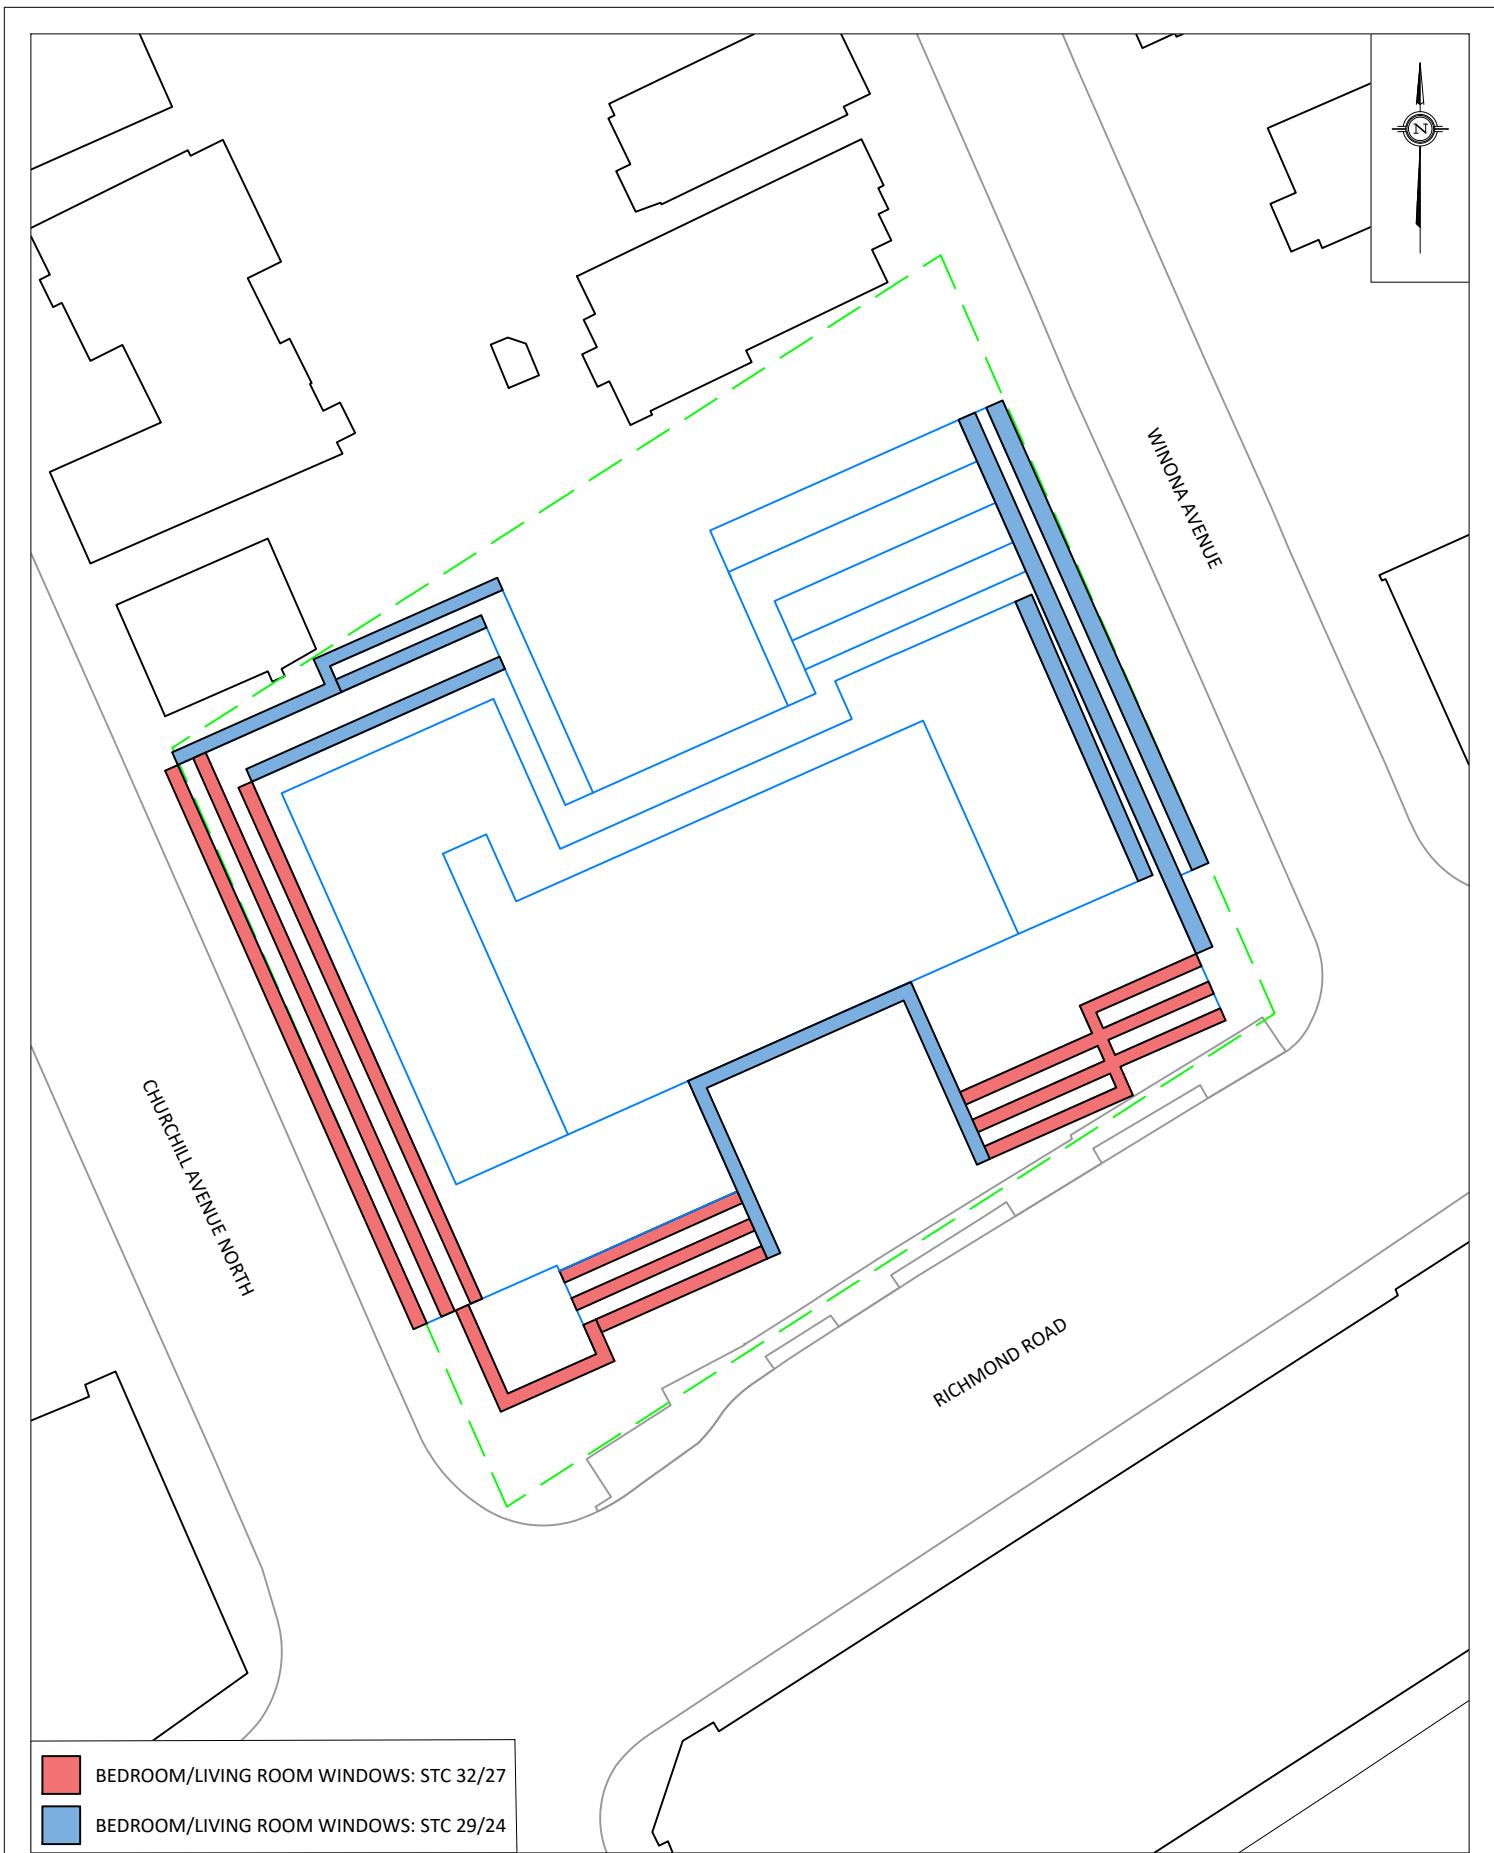 N
WINONA AVENUE
CHURCHILL AVENUE NORTH
RICHMOND ROAD
BEDROOM/LIVING ROOM WINDOWS: STC 32/27
BEDROOM/LIVING ROOM WINDOWS: STC 29/24